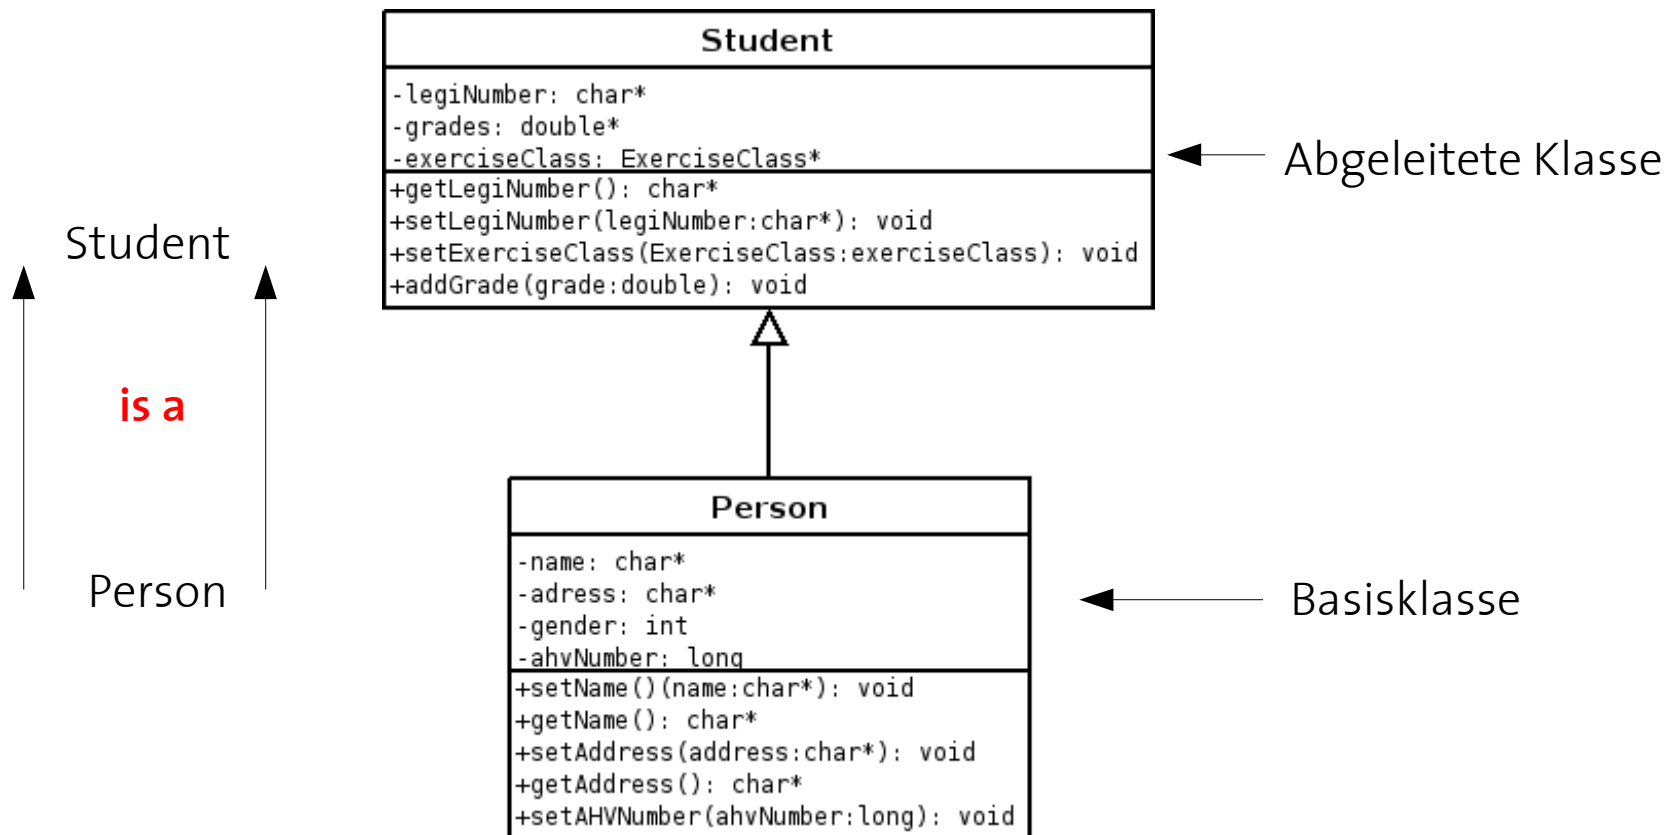 Student
-legiNumber: char*
-grades: double*
-exerciseClass: ExerciseClass*
+getLegiNumber(): char*
+setLegiNumber(legiNumber:char*): void
+setExerciseClass(ExerciseClass:exerciseClass): void
+addGrade(grade:double): void
Abgeleitete Klasse
Student
is a
Person
Person
-name: char*
-adress: char*
-gender: int
-ahvNumber: long
+setName()(name:char*): void
+getName(): char*
+setAddress(address:char*): void
+getAddress(): char*
+setAHVNumber(ahvNumber:long): void
Basisklasse